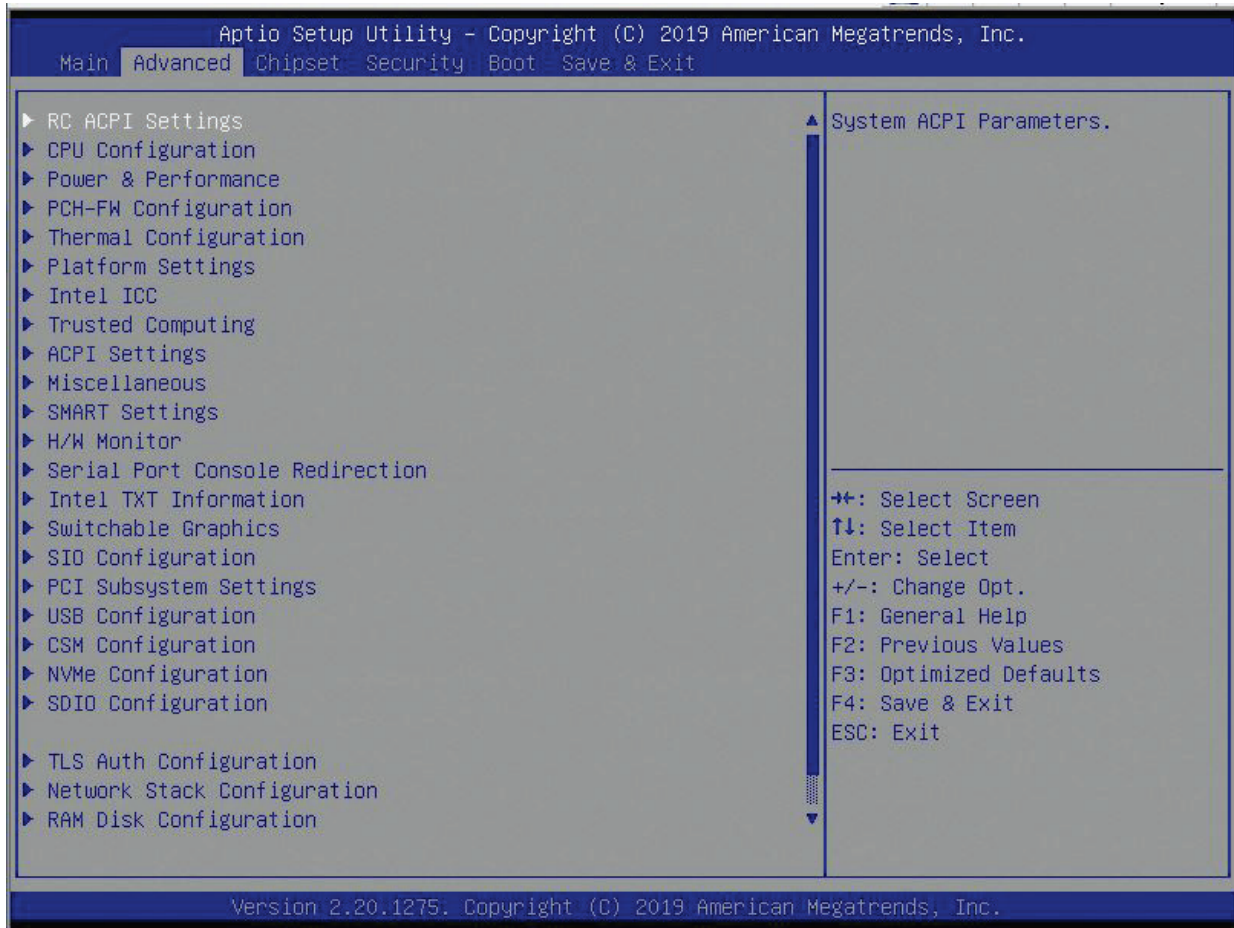 Aptio Setup Utility – Copyright (C) 2019 American Megatrends, Inc.
Main Advanced Chipset Security Boot Save & Exit
RC ACPI Settings
CPU Configuration
Power & Performance
PCH-FW Configuration
Thermal Configuration
Platform Settings
Intel ICC
Trusted Computing
ACPI Settings
Miscellaneous
SMART Settings
H/W Monitor
Serial Port Console Redirection
Intel TXT Information
Switchable Graphics
SIO Configuration
PCI Subsystem Settings
USB Configuration
CSM Configuration
NVMe Configuration
SDIO Configuration
TLS Auth Configuration
Network Stack Configuration
RAM Disk Configuration
System ACPI Parameters.
→←: Select Screen
↑↓: Select Item
Enter: Select
+/-: Change Opt.
F1: General Help
F2: Previous Values
F3: Optimized Defaults
F4: Save & Exit
ESC: Exit
Version 2.20.1275. Copyright (C) 2019 American Megatrends, Inc.